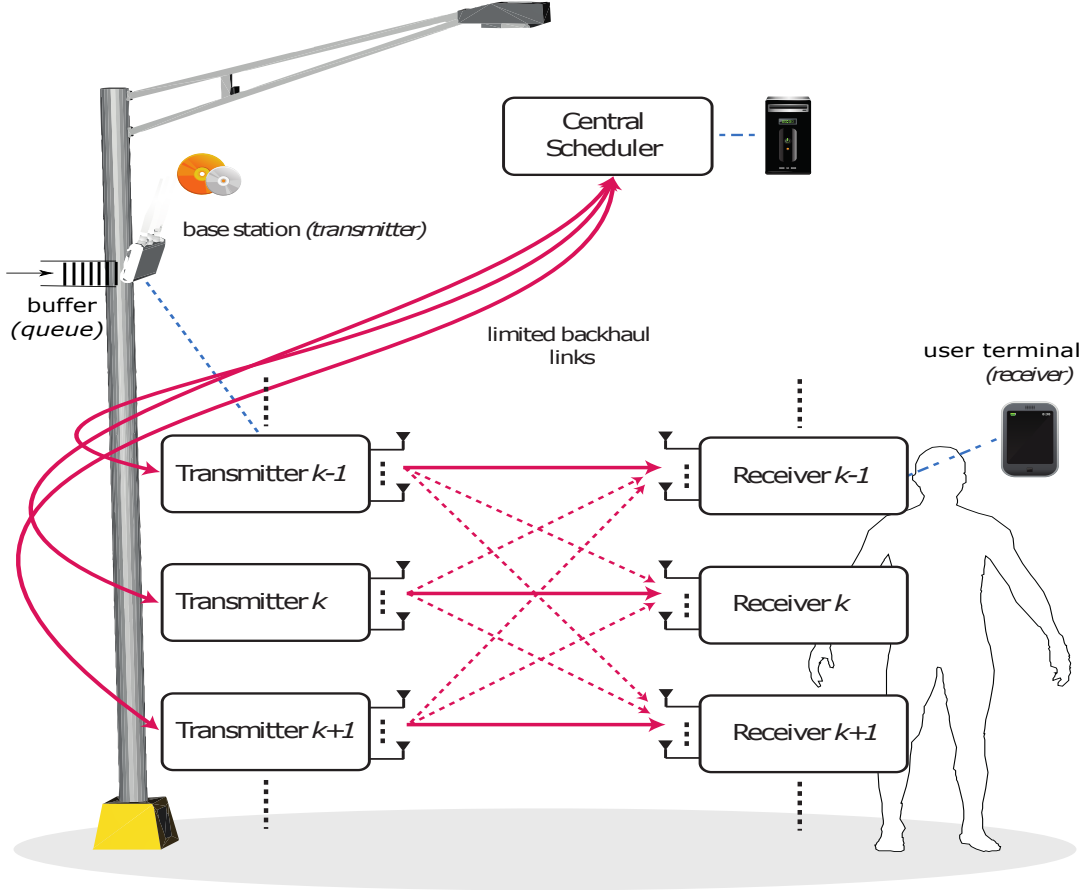 Central
Scheduler
base station (transmitter)
buffer
(queue)
limited backhaul
links
user terminal
(receiver)
Transmitter k-1
Receiver k-1
Transmitter k
Receiver k
Transmitter k+1
Receiver k+1